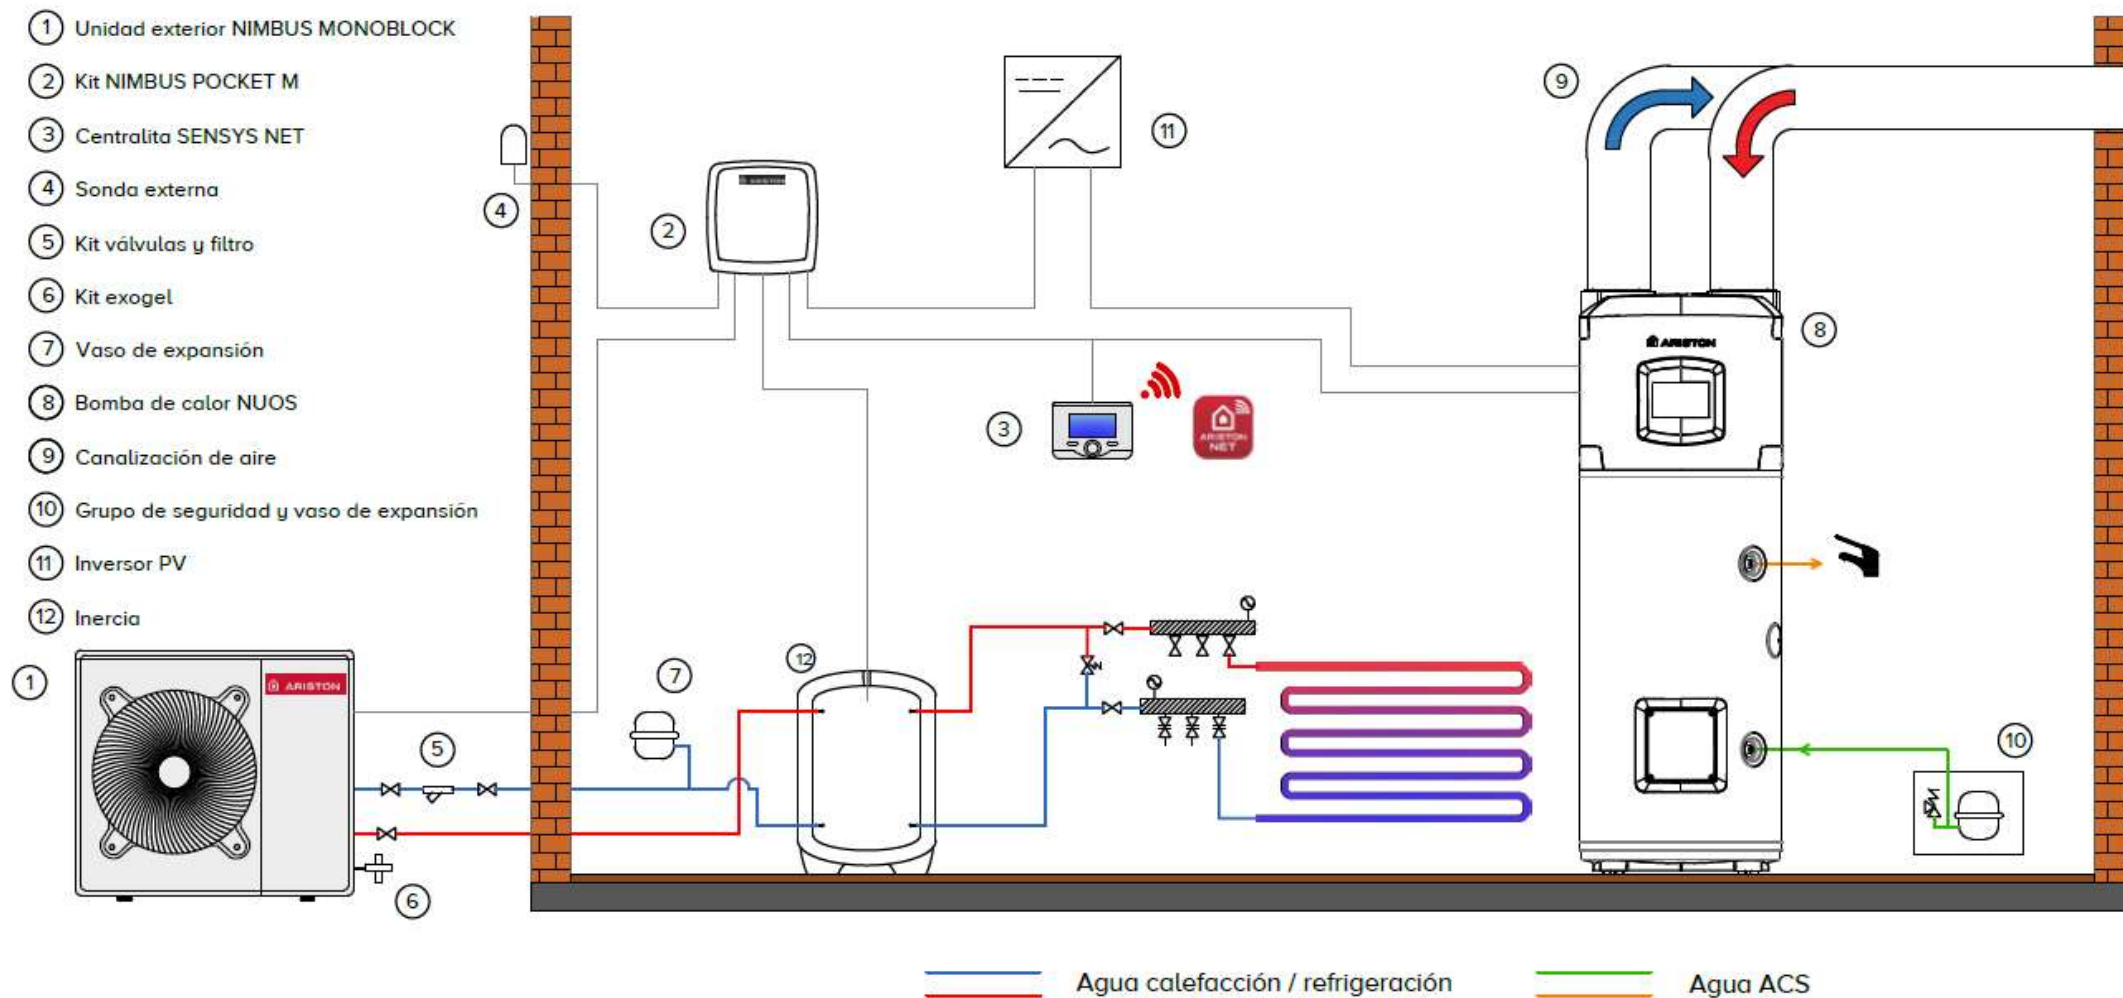 1 Unidad exterior NIMBUS MONOBLOCK
2 Kit NIMBUS POCKET M
3 Centralita SENSYS NET
4 Sonda externa
5 Kit válvulas y filtro
6 Kit exogel
7 Vaso de expansión
8 Bomba de calor NUOS
9 Canalización de aire
10 Grupo de seguridad y vaso de expansión
11 Inversor PV
12 Inercia
9
11
4
2
ARISTON
8
ARISTON
3
ARISTON
NET
1
ARISTON
12
7
5
10
6
Agua calefacción / refrigeración
Agua ACS